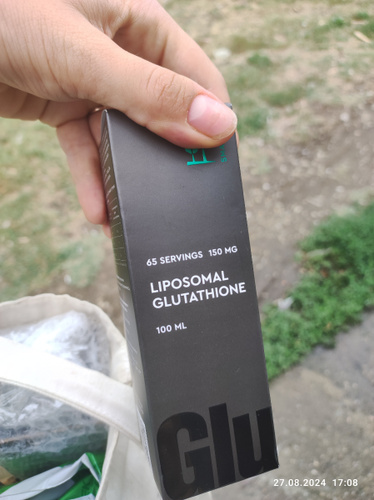 65 SERVINGS 150 MG
LIPOSOMAL
GLUTATHIONE
100 ML
Glu
27.08.2024 17:08